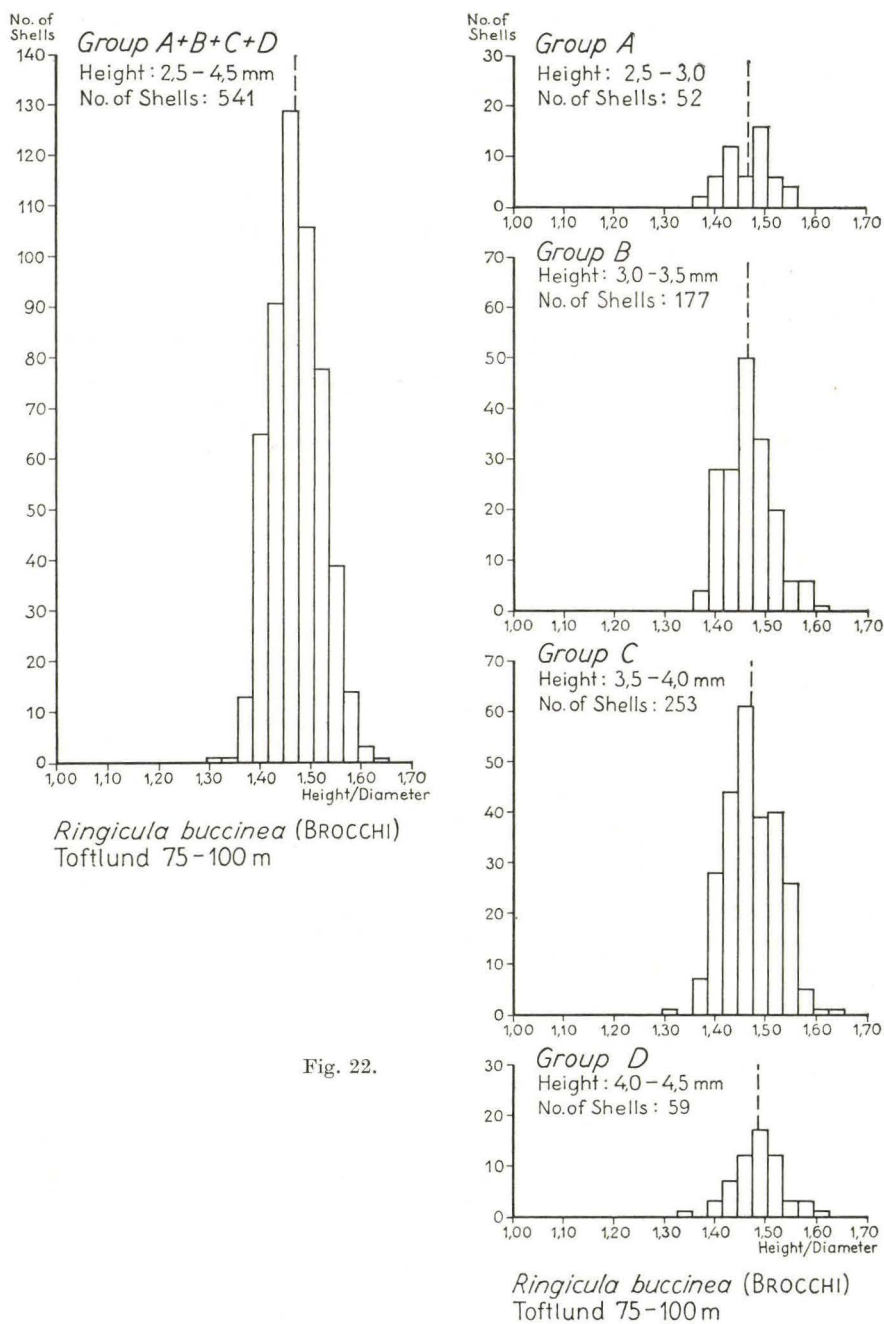 No. of
Shells
Group A+B+C+D
Height: 2,5 – 4,5 mm
No. of Shells: 541
140
130
120
110
100
90
80
70
60
50
40
30
20
10
0
1,00 1,10 1,20 1,30 1,40 1,50 1,60 1,70
Height/Diameter
Ringicula buccinea (BROCCHI)
Toftlund 75–100 m
Fig. 22.
No. of
Shells
Group A
Height: 2,5 – 3,0
No. of Shells: 52
30
20
10
0
1,00 1,10 1,20 1,30 1,40 1,50 1,60 1,70
Group B
Height: 3,0 – 3,5 mm
No. of Shells: 177
70
60
50
40
30
20
10
0
1,00 1,10 1,20 1,30 1,40 1,50 1,60 1,70
Group C
Height: 3,5 – 4,0 mm
No. of Shells: 253
70
60
50
40
30
20
10
0
1,00 1,10 1,20 1,30 1,40 1,50 1,60 1,70
Group D
Height: 4,0 – 4,5 mm
No. of Shells: 59
30
20
10
0
1,00 1,10 1,20 1,30 1,40 1,50 1,60 1,70
Height/Diameter
Ringicula buccinea (BROCCHI)
Toftlund 75–100 m